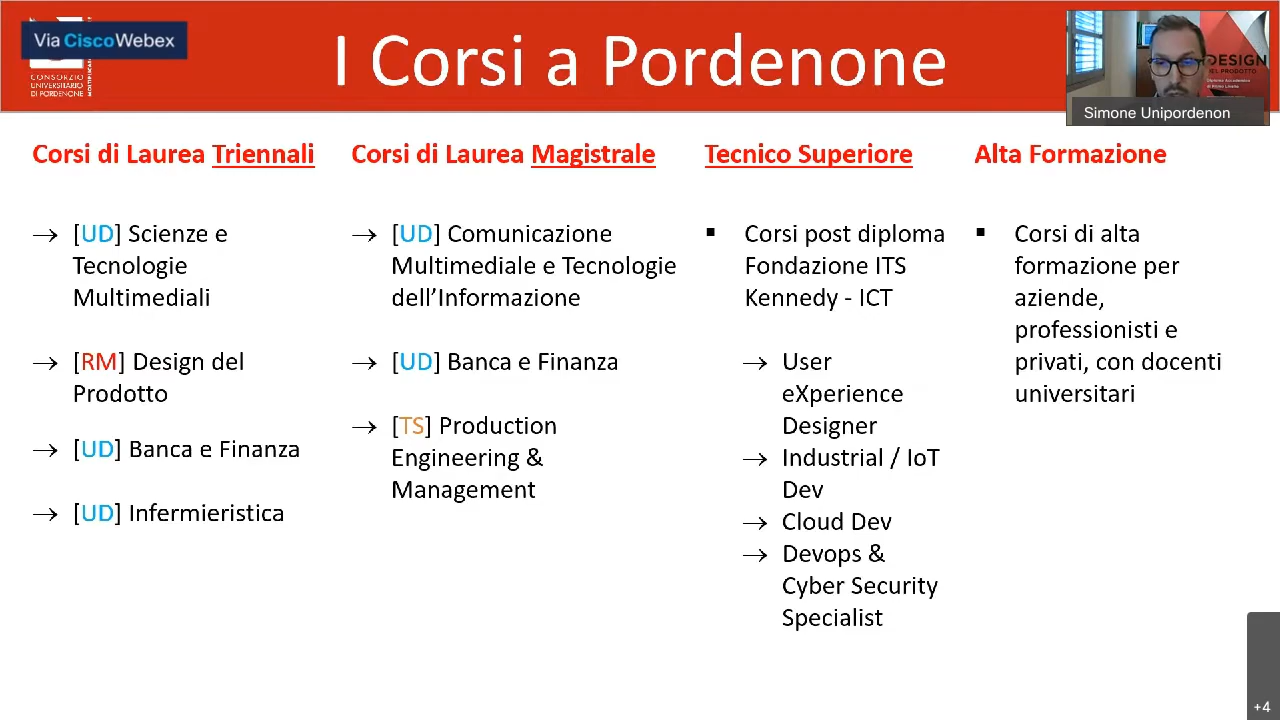 Via CiscoWebex
I Corsi a Pordenone
CONSORZIO
UNIVERSITARIO
DI PORDENONE
DESIGN
DEL PRODOTTO
Simone Unipordenon
Corsi di Laurea Triennali
→ [UD] Scienze e
Tecnologie
Multimediali
→ [RM] Design del
Prodotto
→ [UD] Banca e Finanza
→ [UD] Infermieristica
Corsi di Laurea Magistrale
→ [UD] Comunicazione
Multimediale e Tecnologie
dell’Informazione
→ [UD] Banca e Finanza
→ [TS] Production
Engineering &
Management
Tecnico Superiore
▪ Corsi post diploma
Fondazione ITS
Kennedy - ICT
→ User
eXperience
Designer
→ Industrial / IoT
Dev
→ Cloud Dev
→ Devops &
Cyber Security
Specialist
Alta Formazione
▪ Corsi di alta
formazione per
aziende,
professionisti e
privati, con docenti
universitari
+4